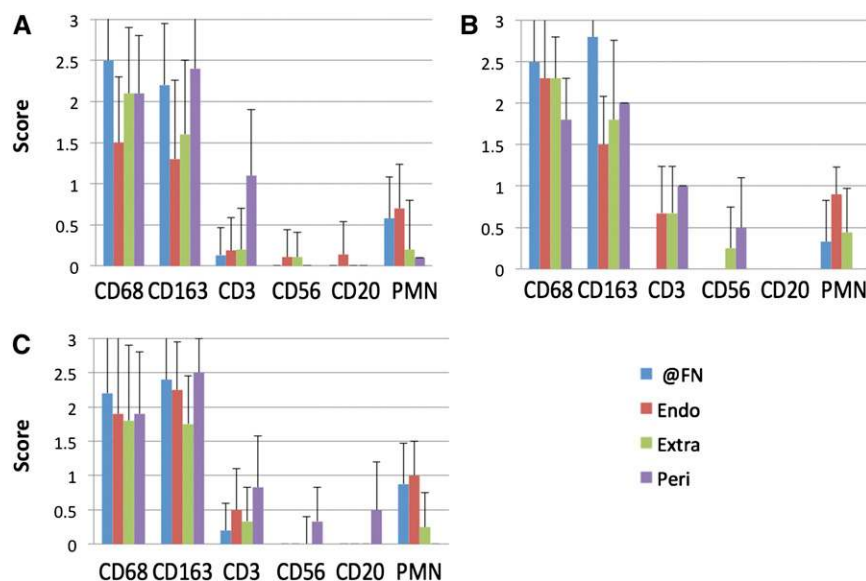 A
Score
3
2.5
2
1.5
1
0.5
0
CD68 CD163 CD3 CD56 CD20 PMN
B
3
2.5
2
1.5
1
0.5
0
CD68 CD163 CD3 CD56 CD20 PMN
C
Score
3
2.5
2
1.5
1
0.5
0
CD68 CD163 CD3 CD56 CD20 PMN
@FN
Endo
Extra
Peri